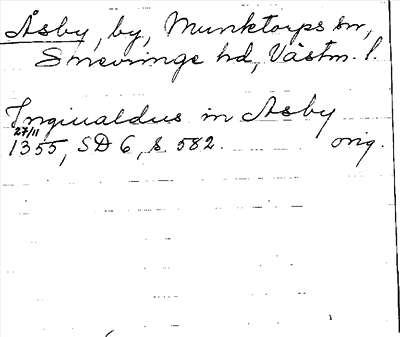 Åsby, by, Munktorps sn,
Snevringe hd, Västm. l.
Ingiualdus in Asby
27/11
1355, SD 6, s. 582. orig.